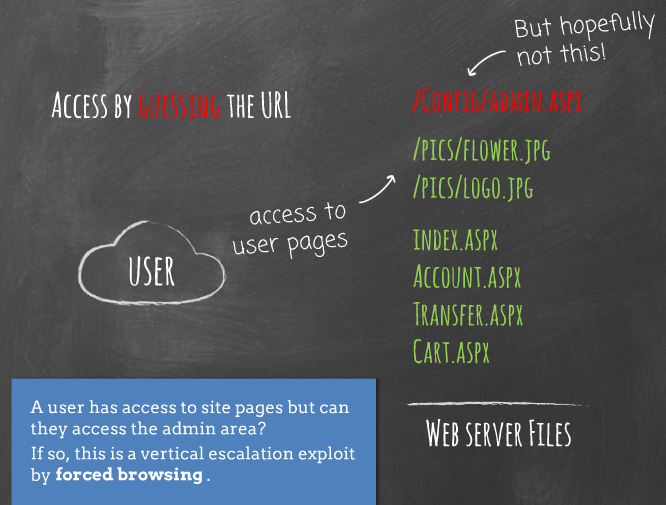 But hopefully
not this!
Access by guessing the URL
/Config/admin.aspx
/pics/flower.jpg
/pics/logo.jpg
access to
user pages
index.aspx
Account.aspx
Transfer.aspx
Cart.aspx
USER
Web server Files
A user has access to site pages but can
they access the admin area?
If so, this is a vertical escalation exploit
by forced browsing .